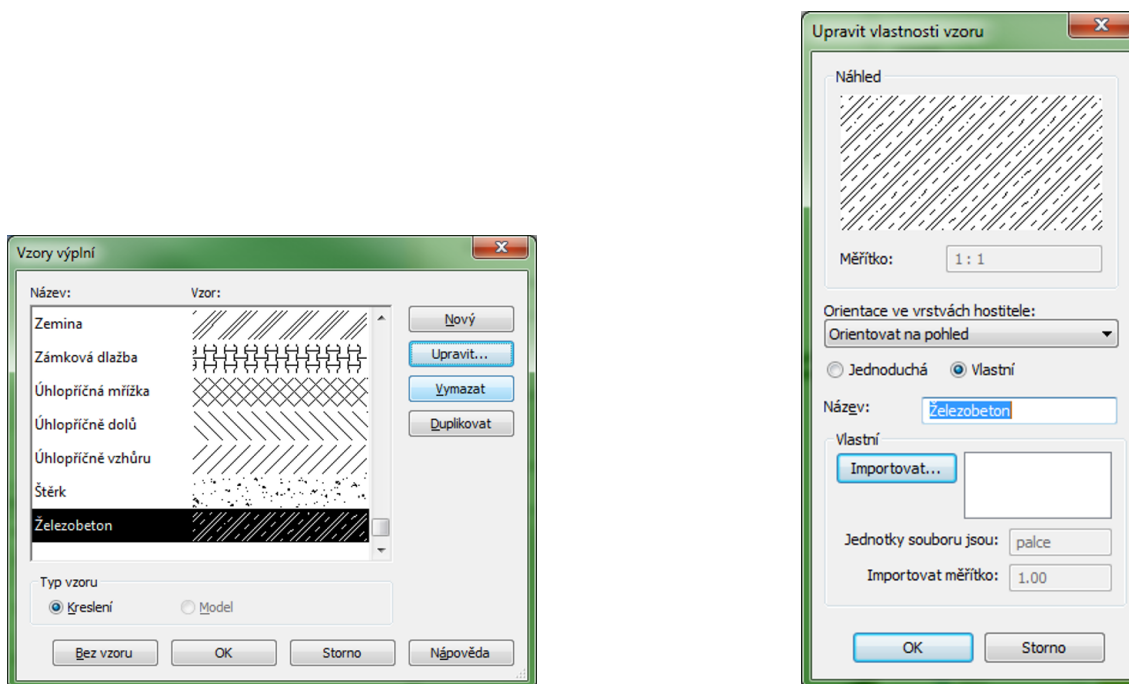 Vzory výplní
Název: Vzor:
Zemina
Zámková dlažba
Úhlopříčná mřížka
Úhlopříčně dolů
Úhlopříčně vzhůru
Štěrk
Železobeton
Nový
Upravit...
Vymazat
Duplikovat
Typ vzoru
Kreslení Model
Bez vzoru OK Storno Nápověda
Upravit vlastnosti vzoru
Náhled
Měřítko: 1 : 1
Orientace ve vrstvách hostitele:
Orientovat na pohled
Jednoduchá Vlastní
Název: Železobeton
Vlastní
Importovat...
Jednotky souboru jsou: palce
Importovat měřítko: 1.00
OK Storno